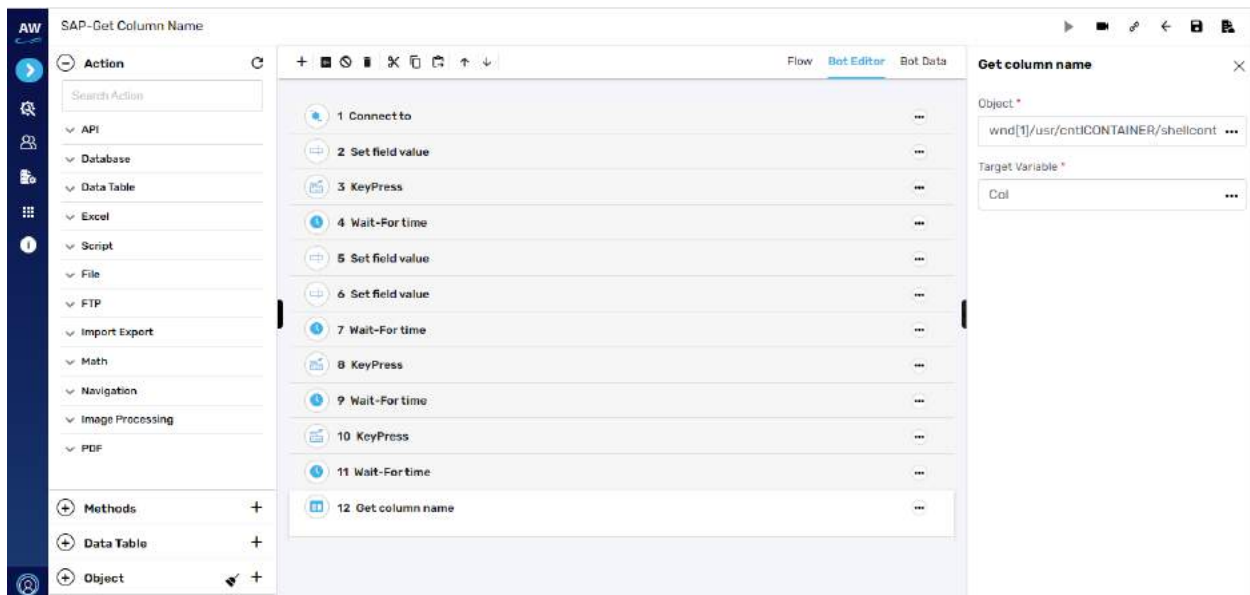 AW
SAP-Get Column Name
Action
Search Action
API
Database
Data Table
Excel
Script
File
FTP
Import Export
Math
Navigation
Image Processing
PDF
Methods
Data Table
Object
Flow Bot Editor Bot Data
1 Connect to
2 Set field value
3 KeyPress
4 Wait-For time
5 Set field value
6 Set field value
7 Wait-For time
8 KeyPress
9 Wait-For time
10 KeyPress
11 Wait-For time
12 Get column name
Get column name
Object *
wnd[1]/usr/cntlCONTAINER/shellcont
Target Variable *
Col